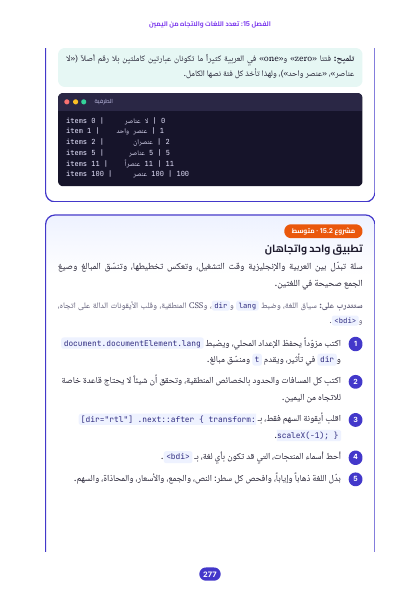 الفصل 15: تعدد اللغات والاتجاه من اليمين
تلميح: فئتا «zero» و«one» في العربية كثيراً ما تكونان عبارتين كاملتين بلا رقم أصلاً («لا
عناصر»، «عنصر واحد»)، ولهذا تأخذ كل فئة نصها الكامل.
الطرفية
items 0 | لا عناصر | 0
item 1 | عنصر واحد | 1
items 2 | عنصران | 2
items 5 | 5 عناصر | 5
items 11 | 11 عنصراً | 11
items 100 | 100 عنصر | 100
مشروع 15.2 · متوسط
تطبيق واحد واتجاهان
سلة تبدّل بين العربية والإنجليزية وقت التشغيل، وتعكس تخطيطها، وتنسّق المبالغ وصيغ
الجمع صحيحة في اللغتين.
ستتدرب على: سياق اللغة، وضبط lang و dir، وCSS المنطقية، وقلب الأيقونات الدالة على اتجاه،
و <bdi>.
1 اكتب مزوّداً يحفظ الإعداد المحلي، ويضبط document.documentElement.lang
و dir في تأثير، ويقدم t ومنسّق مبالغ.
2 اكتب كل المسافات والحدود بالخصائص المنطقية، وتحقق أن شيئاً لا يحتاج قاعدة خاصة
للاتجاه من اليمين.
3 اقلب أيقونة السهم فقط، بـ [dir="rtl"] .next::after { transform:
scaleX(-1); }.
4 أحط أسماء المنتجات، التي قد تكون بأي لغة، بـ <bdi>.
5 بدّل اللغة ذهاباً وإياباً، وافحص كل سطر: النص، والجمع، والأسعار، والمحاذاة، والسهم.
277